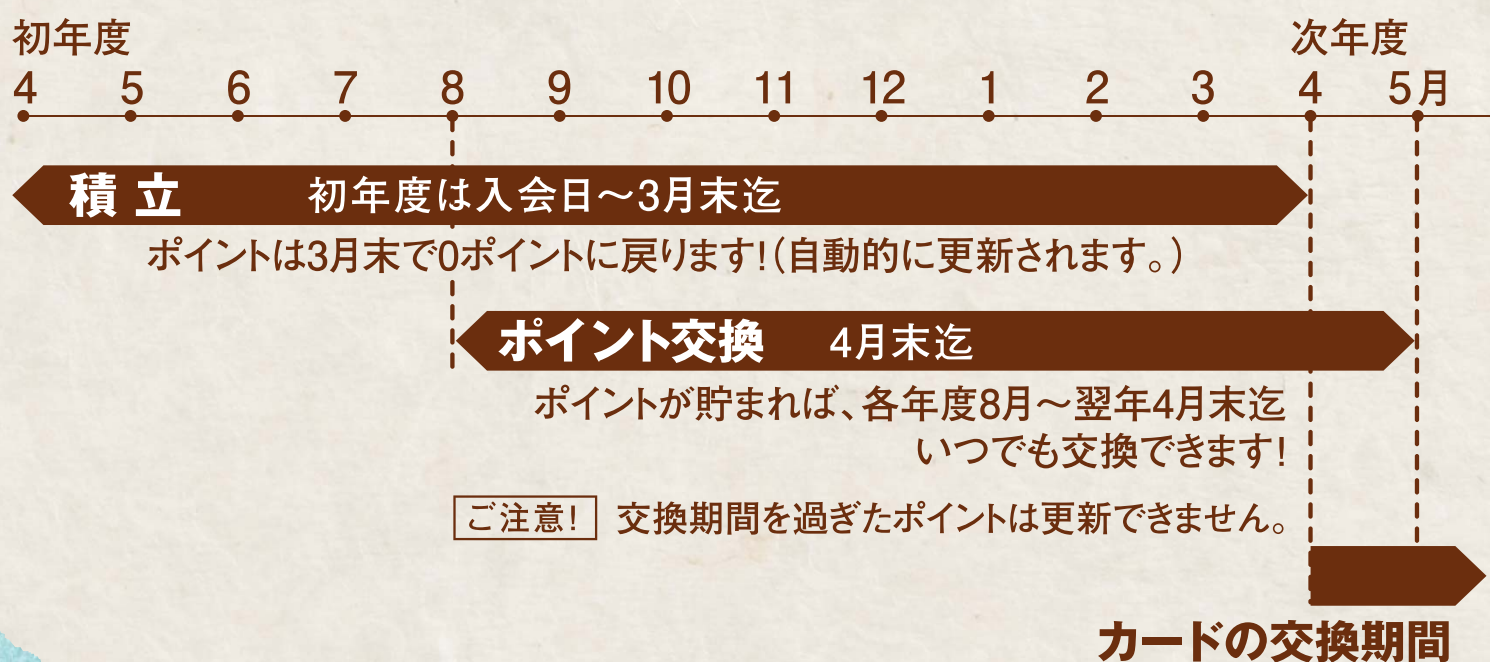 初年度
次年度
4 5 6 7 8 9 10 11 12 1 2 3 4 5月
積立 初年度は入会日～3月末迄
ポイントは3月末で0ポイントに戻ります!(自動的に更新されます。)
ポイント交換 4月末迄
ポイントが貯まれば、各年度8月～翌年4月末迄
いつでも交換できます!
ご注意! 交換期間を過ぎたポイントは更新できません。
カードの交換期間